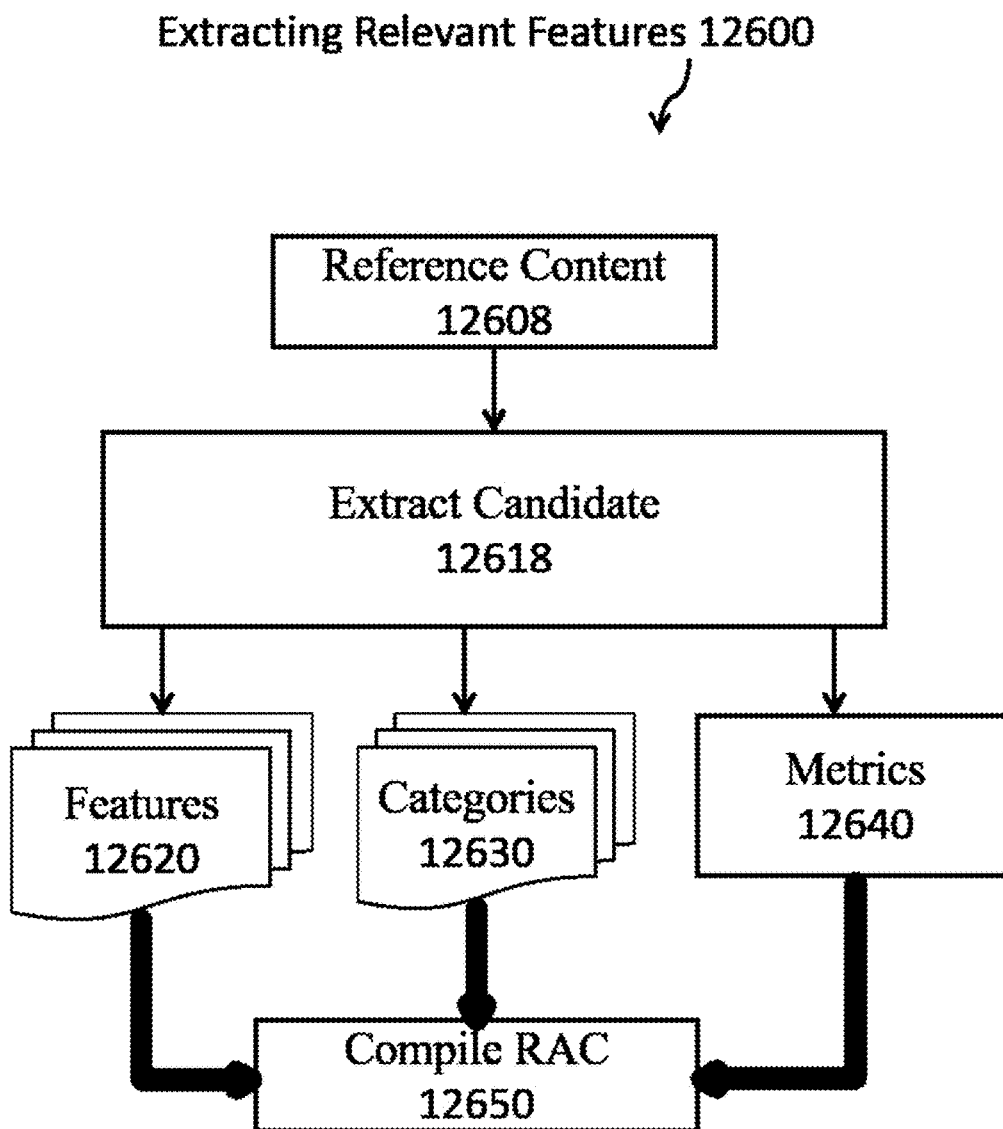 Extracting Relevant Features 12600
Reference Content
12608
Extract Candidate
12618
Features
12620
Categories
12630
Metrics
12640
Compile RAC
12650